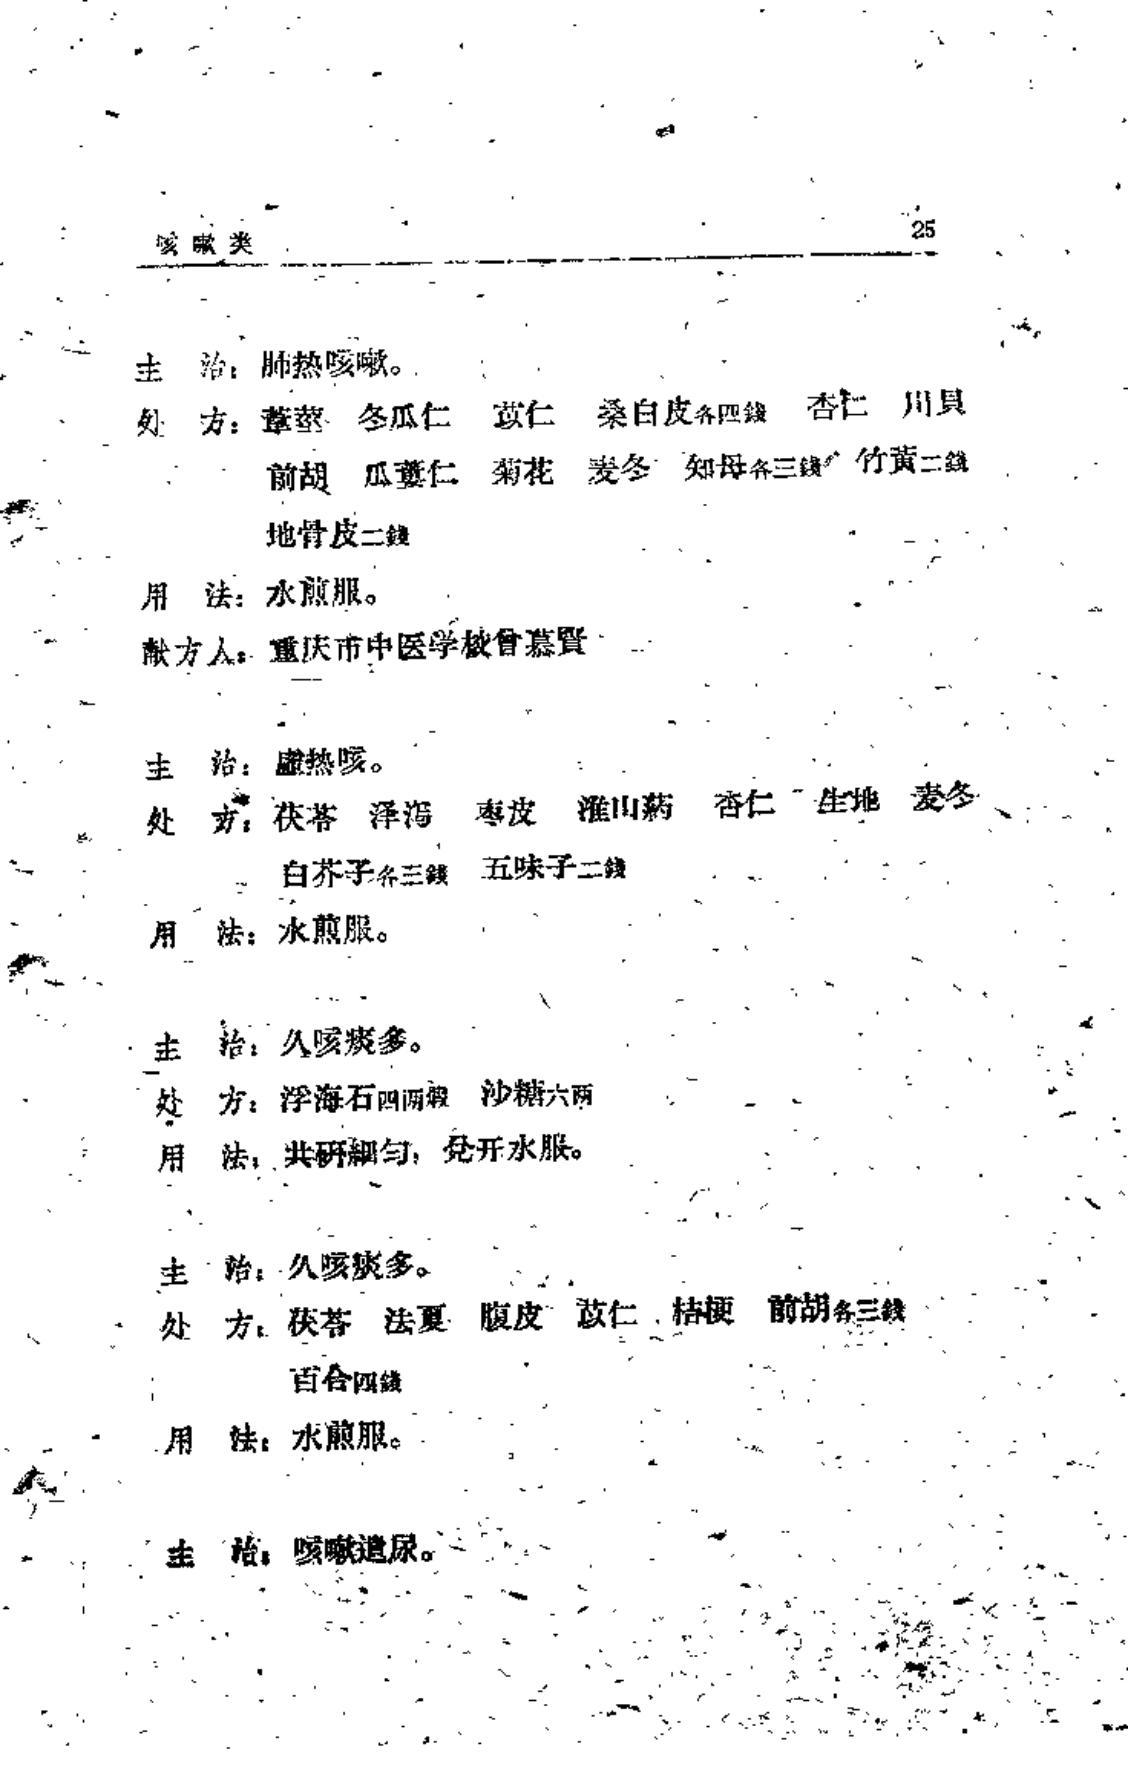 咳嗽类 25
主 治：肺热咳嗽。
处 方：葦莖 冬瓜仁 苡仁 桑白皮各四錢 杏仁 川貝
前胡 瓜蔞仁 菊花 麦冬 知母各三錢 竹黃二錢
地骨皮二錢
用 法：水煎服。
献方人：重庆市中医学校曾慕賢
主 治：虛热咳。
处 方：茯苓 泽泻 枣皮 淮山药 杏仁 生地 麦冬
白芥子各三錢 五味子二錢
用 法：水煎服。
主 治：久咳痰多。
处 方：浮海石四两煅 沙糖六两
用 法：共研細匀，兑开水服。
主 治：久咳痰多。
处 方：茯苓 法夏 腹皮 苡仁 桔梗 前胡各三錢
百合四錢
用 法：水煎服。
主 治：咳嗽遺尿。